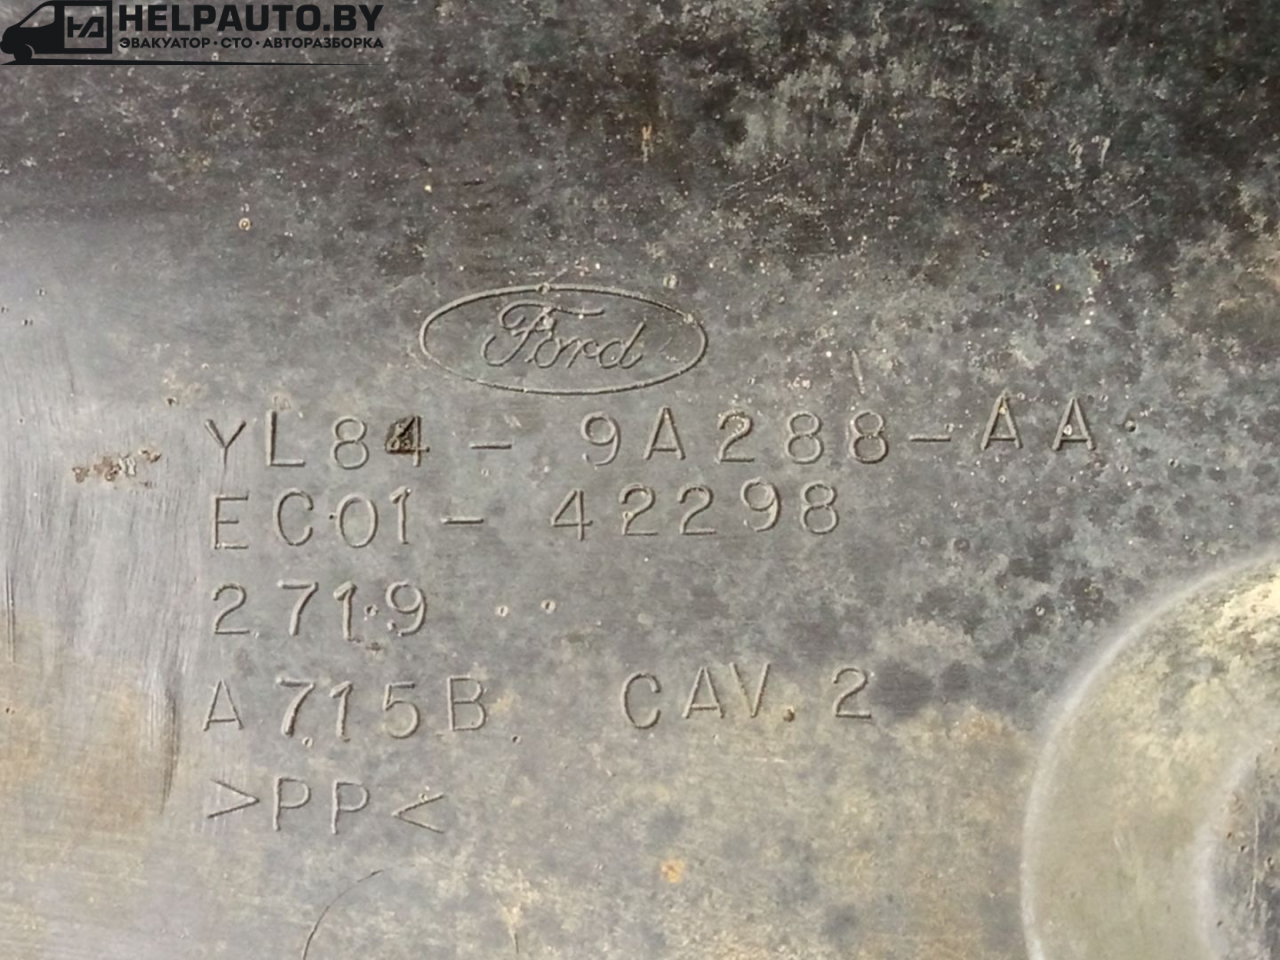 HELPAUTO.BY
ЭВАКУАТОР · СТО · АВТОРАЗБОРКА
Ford
YL84 - 9A288-AA
EC01 - 42298
2719
A715B CAV. 2
>PP<